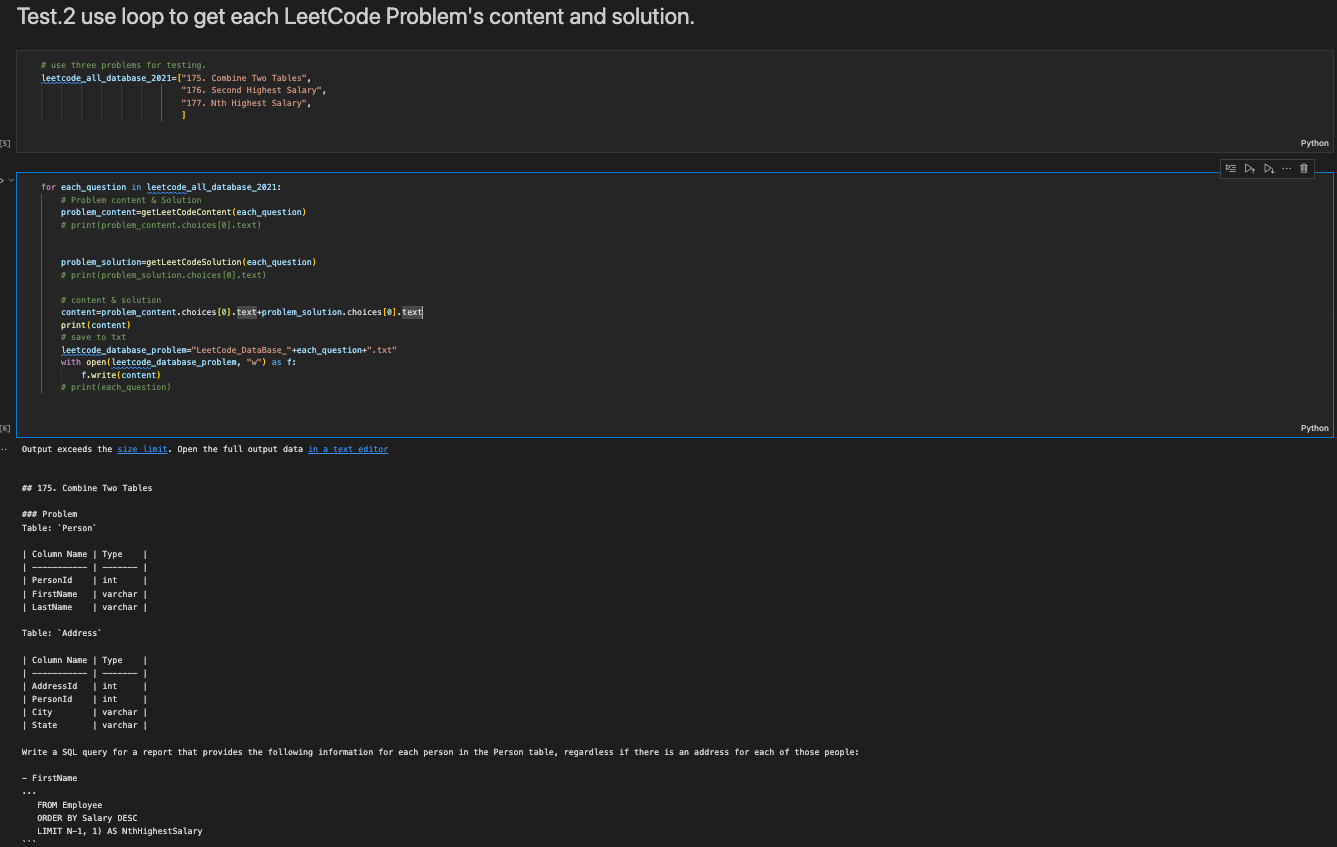 Test.2 use loop to get each LeetCode Problem's content and solution.
# use three problems for testing.
leetcode_all_database_2021=["175. Combine Two Tables",
"176. Second Highest Salary",
"177. Nth Highest Salary",
]
[5]
Python
for each_question in leetcode_all_database_2021:
# Problem content & Solution
problem_content=getLeetCodeContent(each_question)
# print(problem_content.choices[0].text)
problem_solution=getLeetCodeSolution(each_question)
# print(problem_solution.choices[0].text)
# content & solution
content=problem_content.choices[0].text+problem_solution.choices[0].text
print(content)
# save to txt
leetcode_database_problem="LeetCode_DataBase_"+each_question+".txt"
with open(leetcode_database_problem, "w") as f:
f.write(content)
# print(each_question)
[6]
Python
Output exceeds the size limit. Open the full output data in a text editor
## 175. Combine Two Tables
### Problem
Table: `Person`
| Column Name | Type    |
| ----------- | ------- |
| PersonId    | int     |
| FirstName   | varchar |
| LastName    | varchar |
Table: `Address`
| Column Name | Type    |
| ----------- | ------- |
| AddressId   | int     |
| PersonId    | int     |
| City        | varchar |
| State       | varchar |
Write a SQL query for a report that provides the following information for each person in the Person table, regardless if there is an address for each of those people:
- FirstName
...
FROM Employee
ORDER BY Salary DESC
LIMIT N-1, 1) AS NthHighestSalary
```